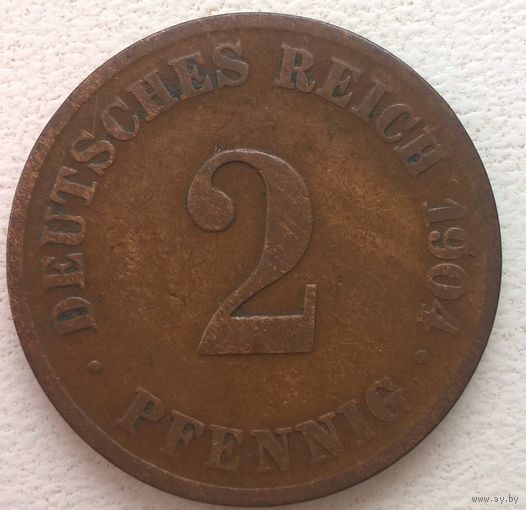 DEUTSCHES REICH 1904
2
· PFENNIG ·
www.ay.by